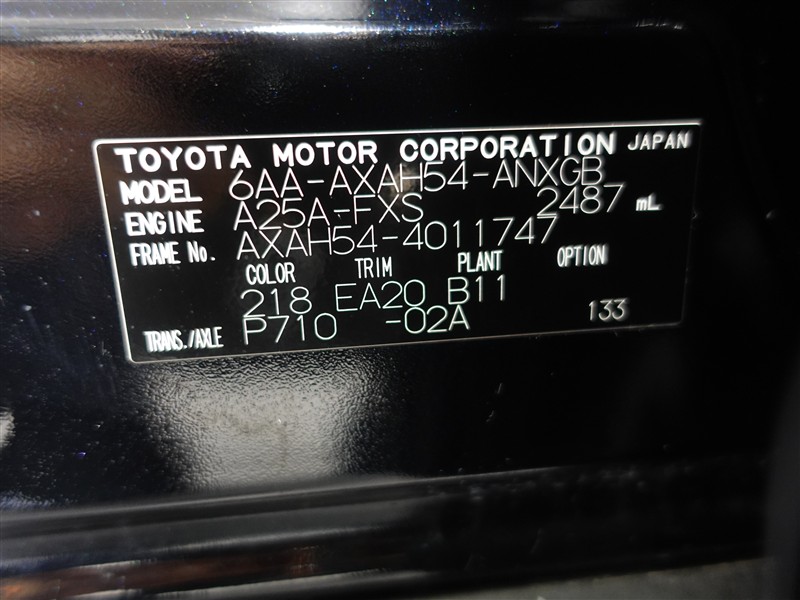 TOYOTA MOTOR CORPORATION JAPAN
MODEL 6AA-AXAH54-ANXGB
ENGINE A25A-FXS 2487 mL
FRAME No. AXAH54-4011747
COLOR TRIM PLANT OPTION
218 EA20 B11
TRANS./AXLE P710 -02A 133